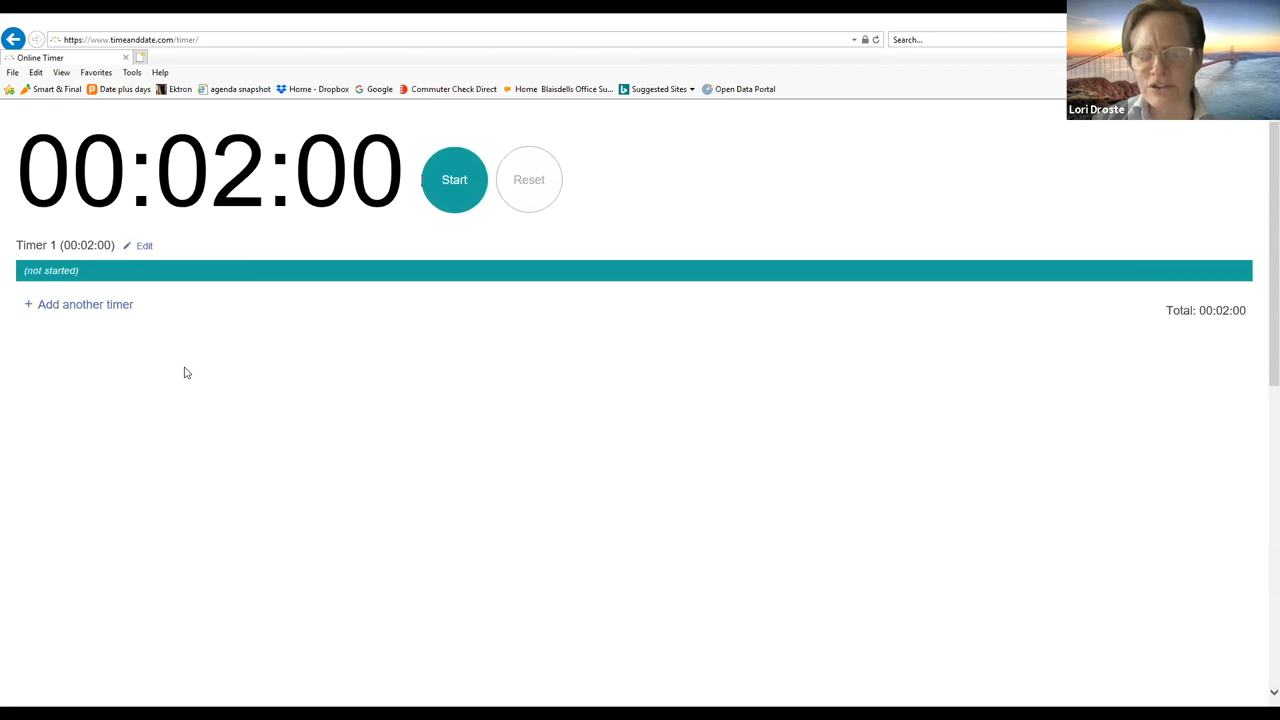 https://www.timeanddate.com/timer/
Search...
Online Timer
File Edit View Favorites Tools Help
Smart & Final Date plus days Ektron agenda snapshot Home - Dropbox Google Commuter Check Direct Home Blaisdells Office Su... Suggested Sites Open Data Portal
Lori Droste
00:02:00
Start
Reset
Timer 1 (00:02:00) Edit
(not started)
+ Add another timer
Total: 00:02:00